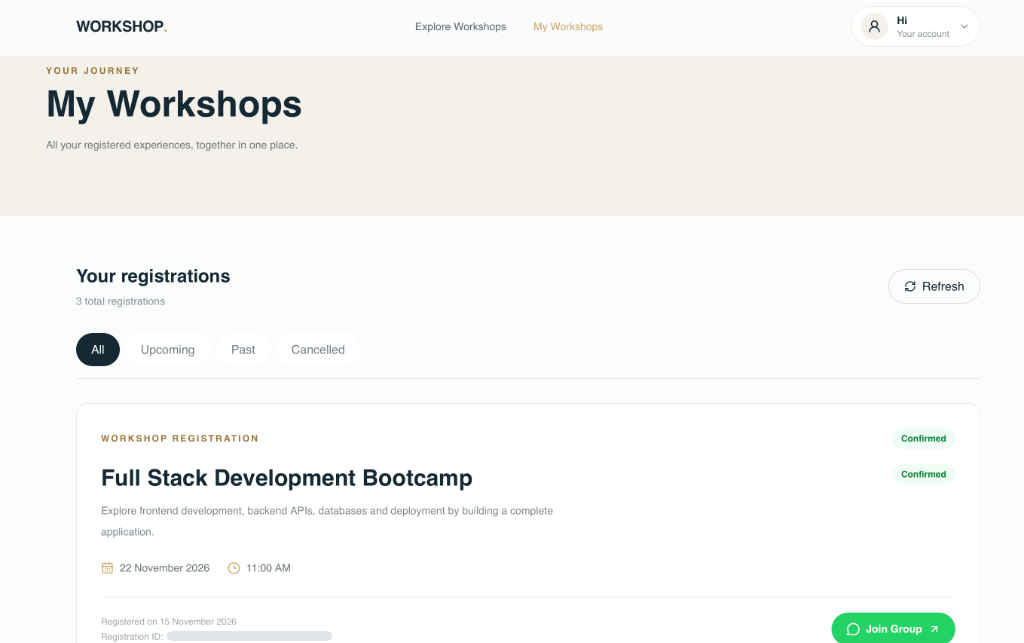 WORKSHOP.
Explore Workshops
My Workshops
Hi
Your account
YOUR JOURNEY
My Workshops
All your registered experiences, together in one place.
Your registrations
3 total registrations
Refresh
All
Upcoming
Past
Cancelled
WORKSHOP REGISTRATION
Confirmed
Full Stack Development Bootcamp
Confirmed
Explore frontend development, backend APIs, databases and deployment by building a complete
application.
22 November 2026
11:00 AM
Registered on 15 November 2026
Registration ID:
Join Group